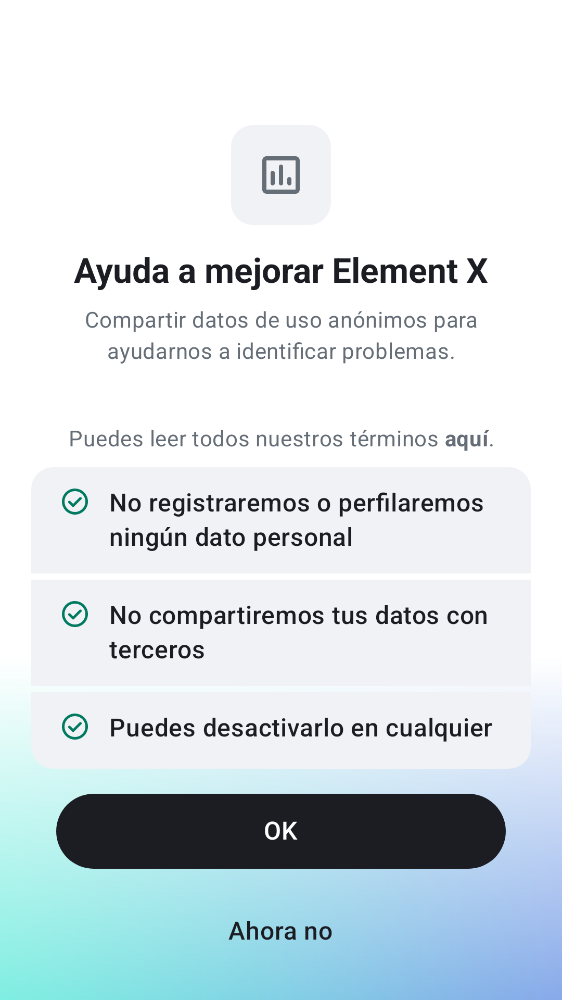 Ayuda a mejorar Element X
Compartir datos de uso anónimos para
ayudarnos a identificar problemas.
Puedes leer todos nuestros términos aquí.
No registraremos o perfilaremos
ningún dato personal
No compartiremos tus datos con
terceros
Puedes desactivarlo en cualquier
OK
Ahora no